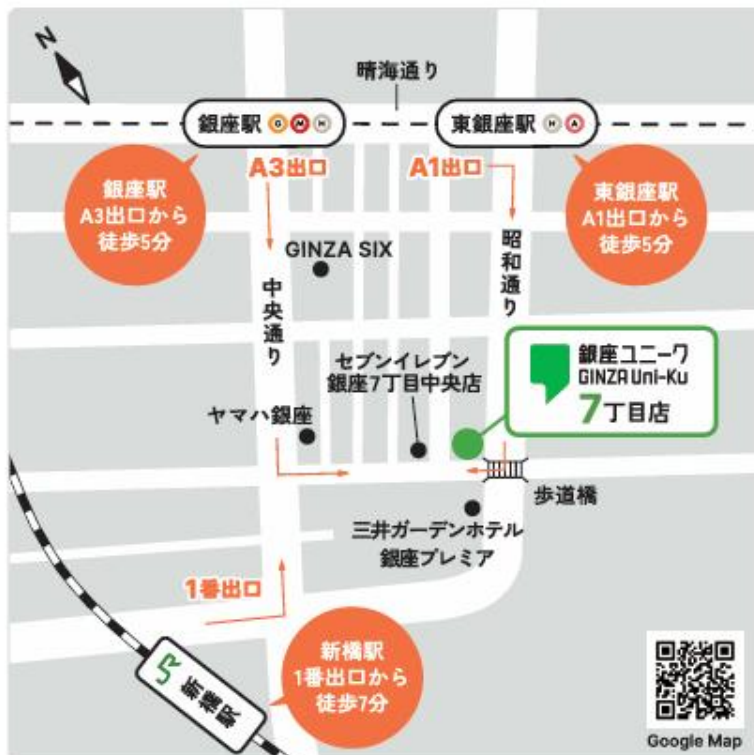 N
晴海通り
銀座駅 G M H
東銀座駅 H A
A3出口
A1出口
銀座駅
A3出口から
徒歩5分
東銀座駅
A1出口から
徒歩5分
GINZA SIX
中央通り
昭和通り
セブンイレブン
銀座7丁目中央店
銀座ユニーク
GINZA Uni-Ku
7丁目店
ヤマハ銀座
歩道橋
三井ガーデンホテル
銀座プレミア
1番出口
JR 新橋駅
新橋駅
1番出口から
徒歩7分
Google Map